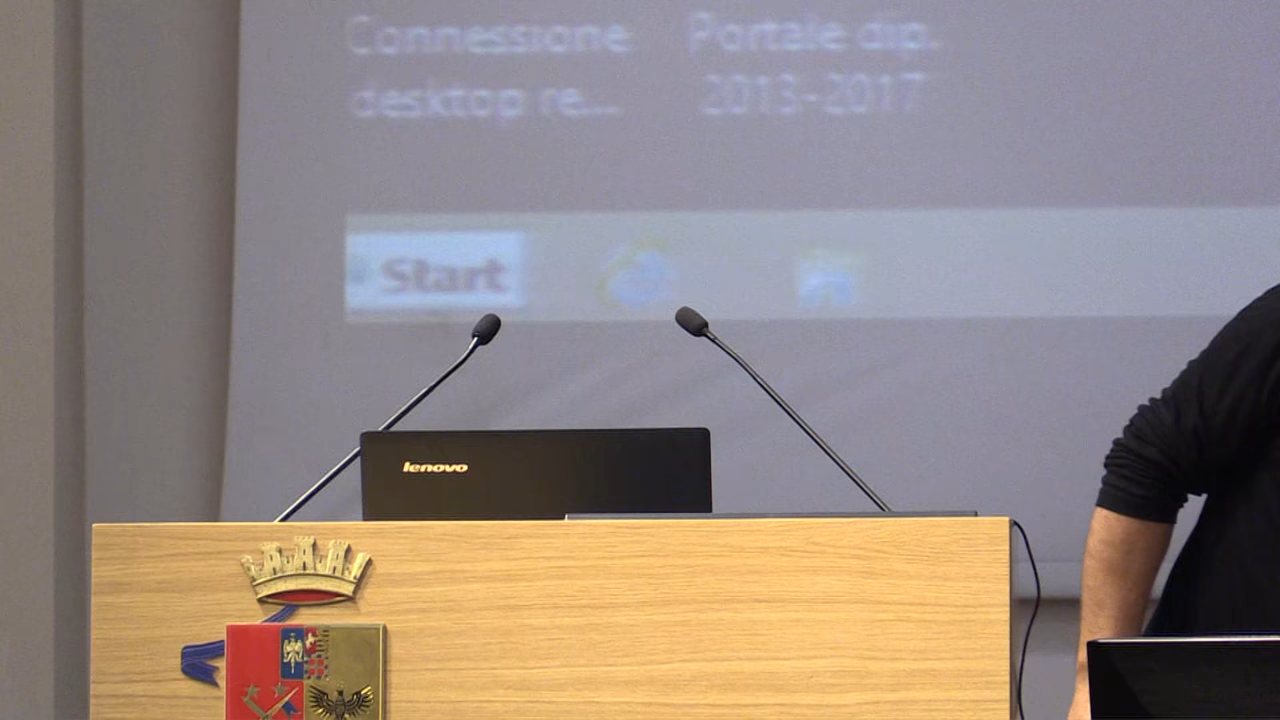 Connessione
desktop re...
Portale dip.
2013-2017
Start
lenovo